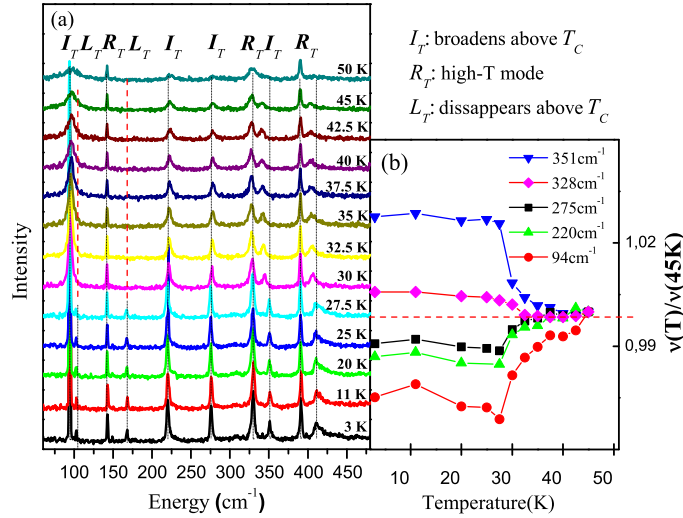 (a)
I_T L_T R_T L_T I_T I_T R_T I_T R_T
50 K
45 K
42.5 K
40 K
37.5 K
35 K
32.5 K
30 K
27.5 K
25 K
20 K
11 K
3 K
Intensity
100 150 200 250 300 350 400 450
Energy (cm⁻¹)
I_T: broadens above T_C
R_T: high-T mode
L_T: dissappears above T_C
(b)
351cm⁻¹
328cm⁻¹
275cm⁻¹
220cm⁻¹
94cm⁻¹
1,02
0,99
ν(T)/ν(45K)
10 20 30 40 50
Temperature(K)